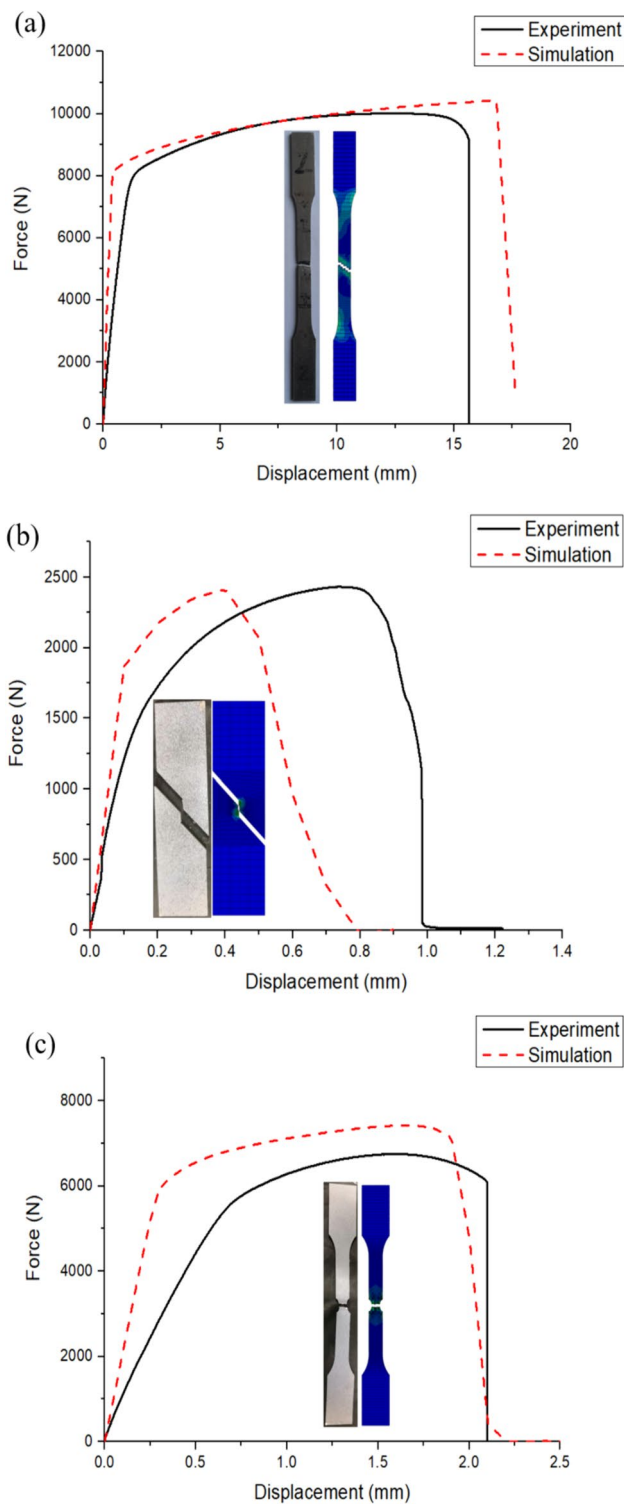 (a)
Experiment
Simulation
12000
10000
8000
6000
4000
2000
0
Force (N)
0 5 10 15 20
Displacement (mm)
(b)
Experiment
Simulation
2500
2000
1500
1000
500
0
Force (N)
0.0 0.2 0.4 0.6 0.8 1.0 1.2 1.4
Displacement (mm)
(c)
Experiment
Simulation
8000
6000
4000
2000
0
Force (N)
0.0 0.5 1.0 1.5 2.0 2.5
Displacement (mm)